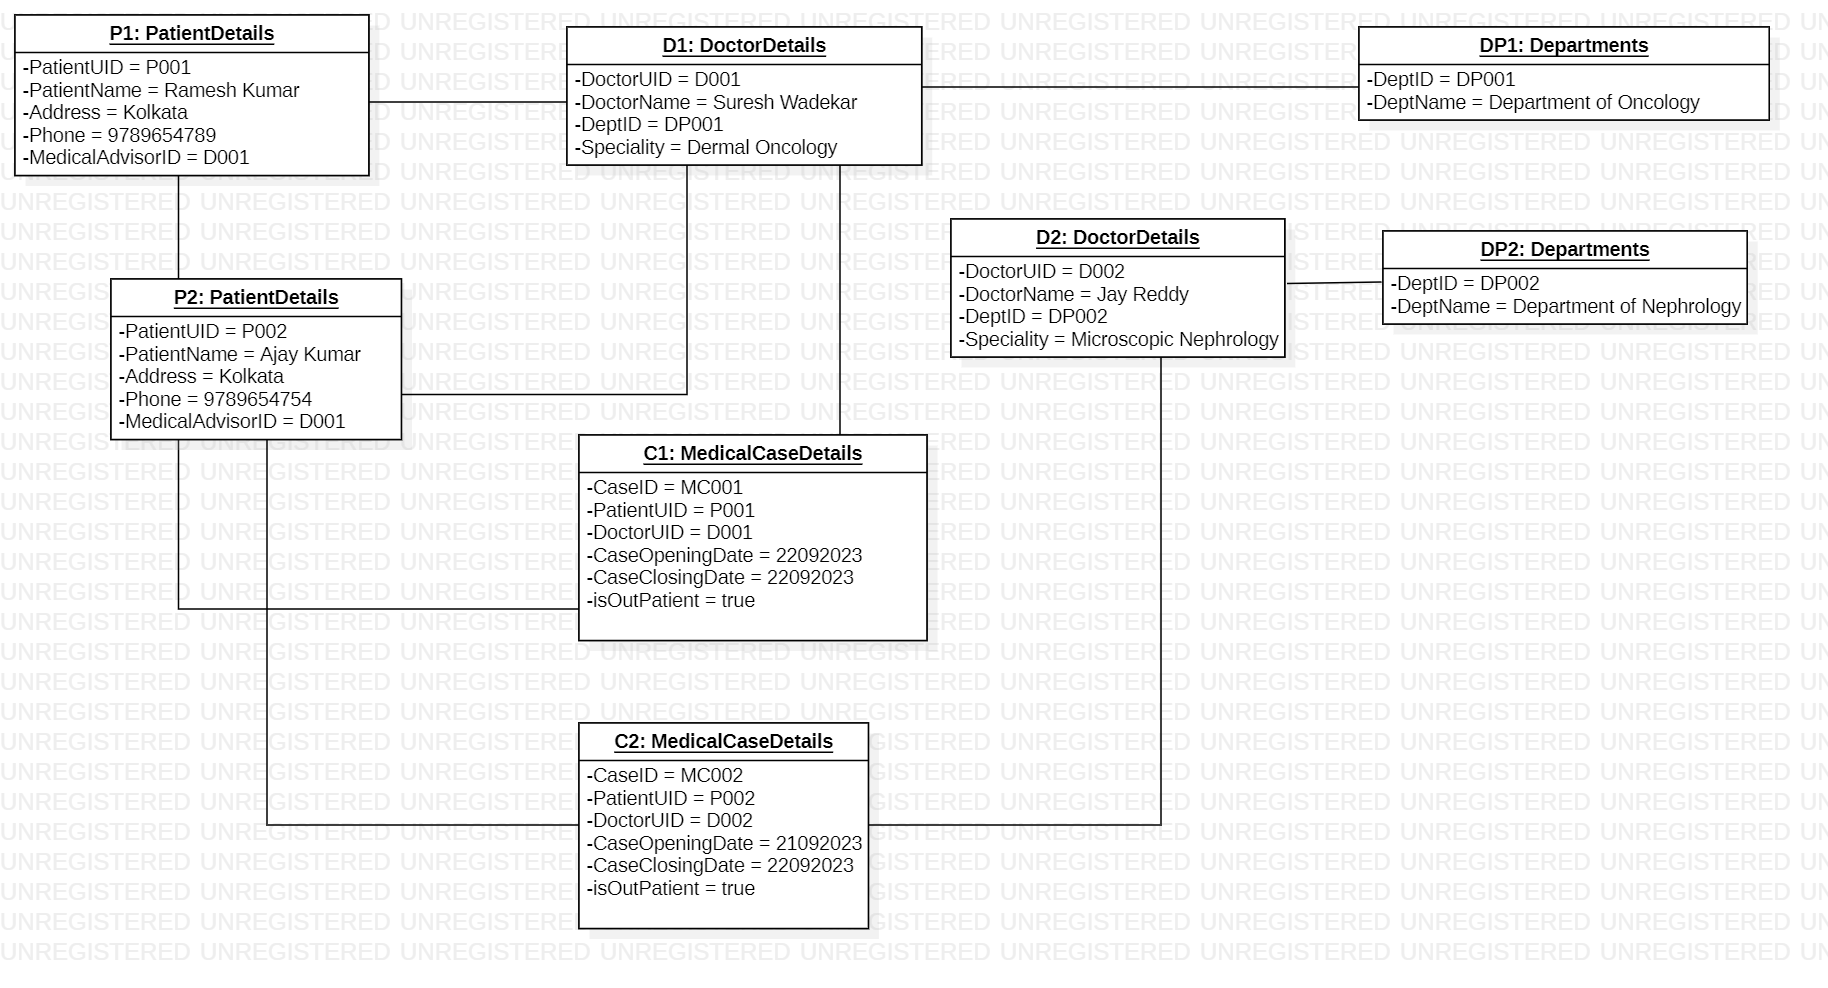 P1: PatientDetails
-PatientUID = P001
-PatientName = Ramesh Kumar
-Address = Kolkata
-Phone = 9789654789
-MedicalAdvisorID = D001
D1: DoctorDetails
-DoctorUID = D001
-DoctorName = Suresh Wadekar
-DeptID = DP001
-Speciality = Dermal Oncology
DP1: Departments
-DeptID = DP001
-DeptName = Department of Oncology
D2: DoctorDetails
-DoctorUID = D002
-DoctorName = Jay Reddy
-DeptID = DP002
-Speciality = Microscopic Nephrology
DP2: Departments
-DeptID = DP002
-DeptName = Department of Nephrology
P2: PatientDetails
-PatientUID = P002
-PatientName = Ajay Kumar
-Address = Kolkata
-Phone = 9789654754
-MedicalAdvisorID = D001
C1: MedicalCaseDetails
-CaseID = MC001
-PatientUID = P001
-DoctorUID = D001
-CaseOpeningDate = 22092023
-CaseClosingDate = 22092023
-isOutPatient = true
C2: MedicalCaseDetails
-CaseID = MC002
-PatientUID = P002
-DoctorUID = D002
-CaseOpeningDate = 21092023
-CaseClosingDate = 22092023
-isOutPatient = true
UNREGISTERED